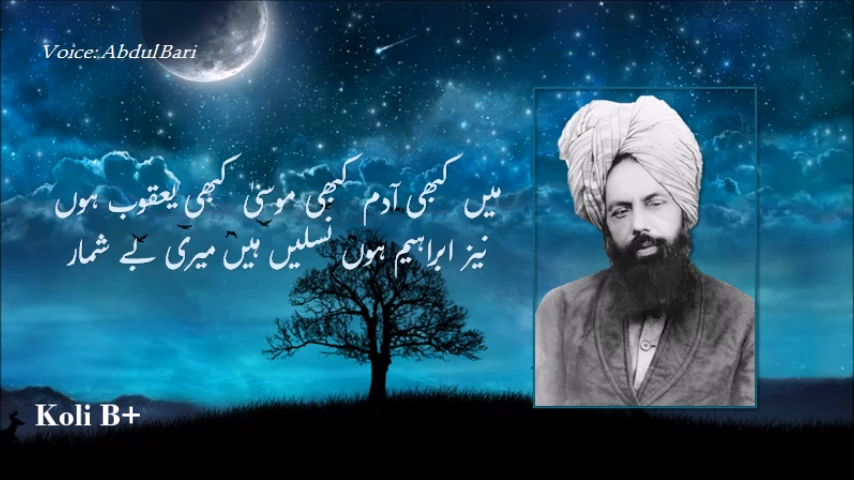 Voice: AbdulBari
میں کبھی آدم کبھی موسیٰ کبھی یعقوب ہوں
نیز ابراہیم ہوں نسلیں ہیں میری بے شمار
Koli B+